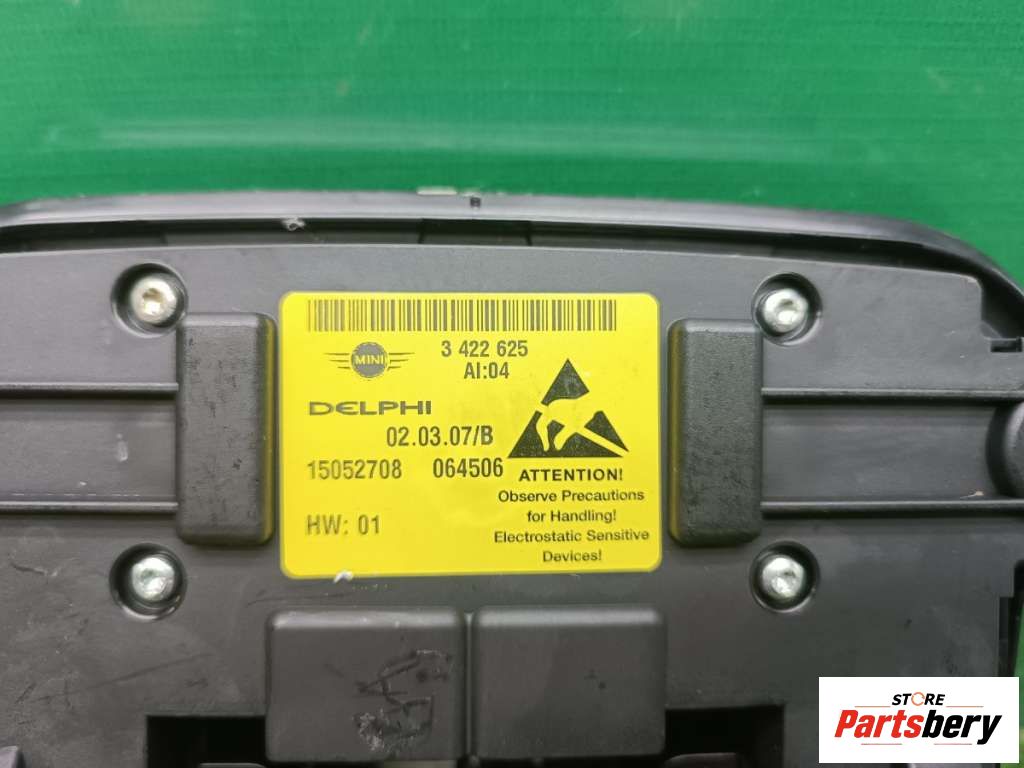 MINI
3 422 625
AI:04
DELPHI
02.03.07/B
15052708 064506
HW: 01
ATTENTION!
Observe Precautions
for Handling!
Electrostatic Sensitive
Devices!
STORE
Partsbery